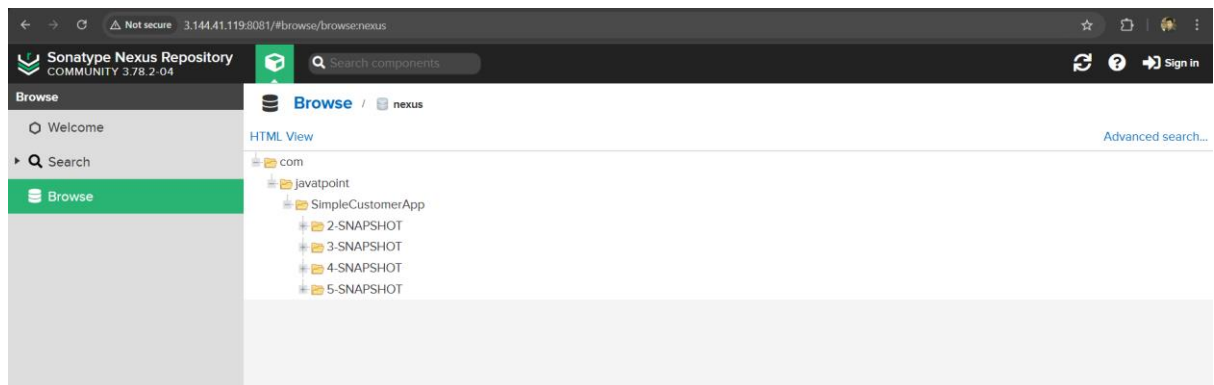 Not secure 3.144.41.119:8081/#browse/browse:nexus
Sonatype Nexus Repository
COMMUNITY 3.78.2-04
Search components
Sign in
Browse
Browse / nexus
Welcome
HTML View
Advanced search...
Search
com
javatpoint
Browse
SimpleCustomerApp
2-SNAPSHOT
3-SNAPSHOT
4-SNAPSHOT
5-SNAPSHOT